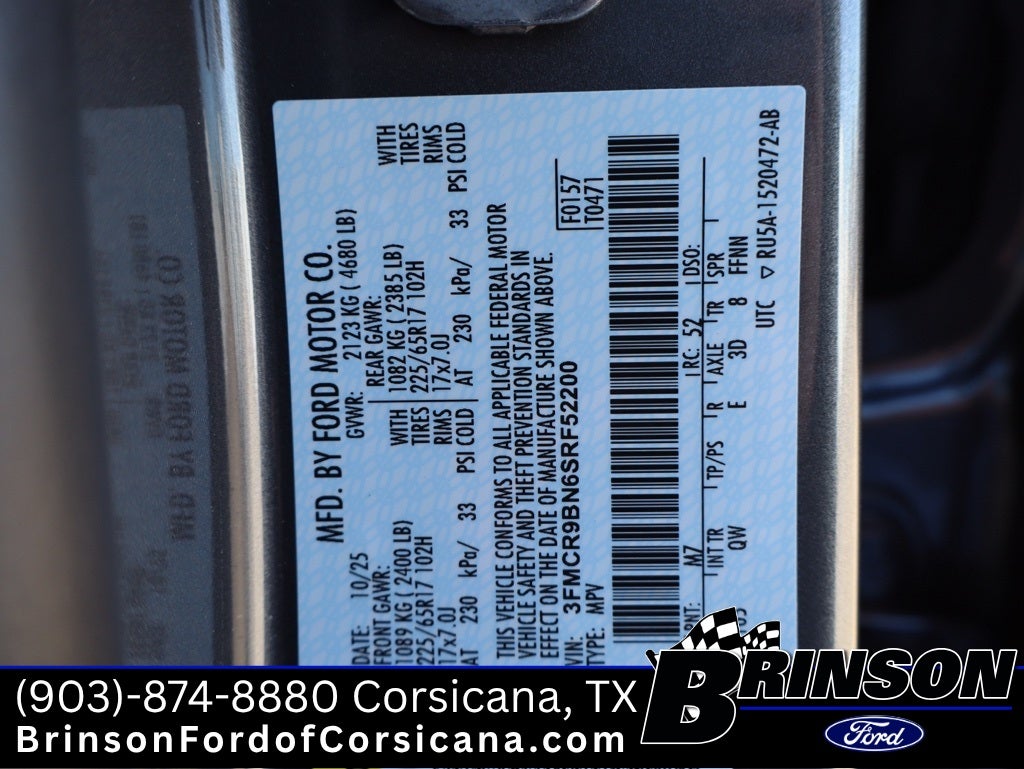 MFD. BY FORD MOTOR CO.
DATE: 10/25 GVWR: 2123 KG ( 4680 LB)
FRONT GAWR: REAR GAWR:
1089 KG ( 2400 LB) WITH 1082 KG ( 2385 LB) WITH
225/65R17 102H TIRES 225/65R17 102H TIRES
17x7.0J RIMS 17x7.0J RIMS
AT 230 kPa/ 33 PSI COLD AT 230 kPa/ 33 PSI COLD
THIS VEHICLE CONFORMS TO ALL APPLICABLE FEDERAL MOTOR
VEHICLE SAFETY AND THEFT PREVENTION STANDARDS IN
EFFECT ON THE DATE OF MANUFACTURE SHOWN ABOVE.
VIN: 3FMCR9BN6SRF52200
TYPE: MPV
F0157
T0471
M7 RC: 52 DSO:
INT TR TP/PS R AXLE TR SPR
QW E 3D 8 FFNN
UTC ▽ RU5A-1520472-AB
MFD BY FORD MOTOR CO
(903)-874-8880 Corsicana, TX
BrinsonFordofCorsicana.com
BRINSON
Ford